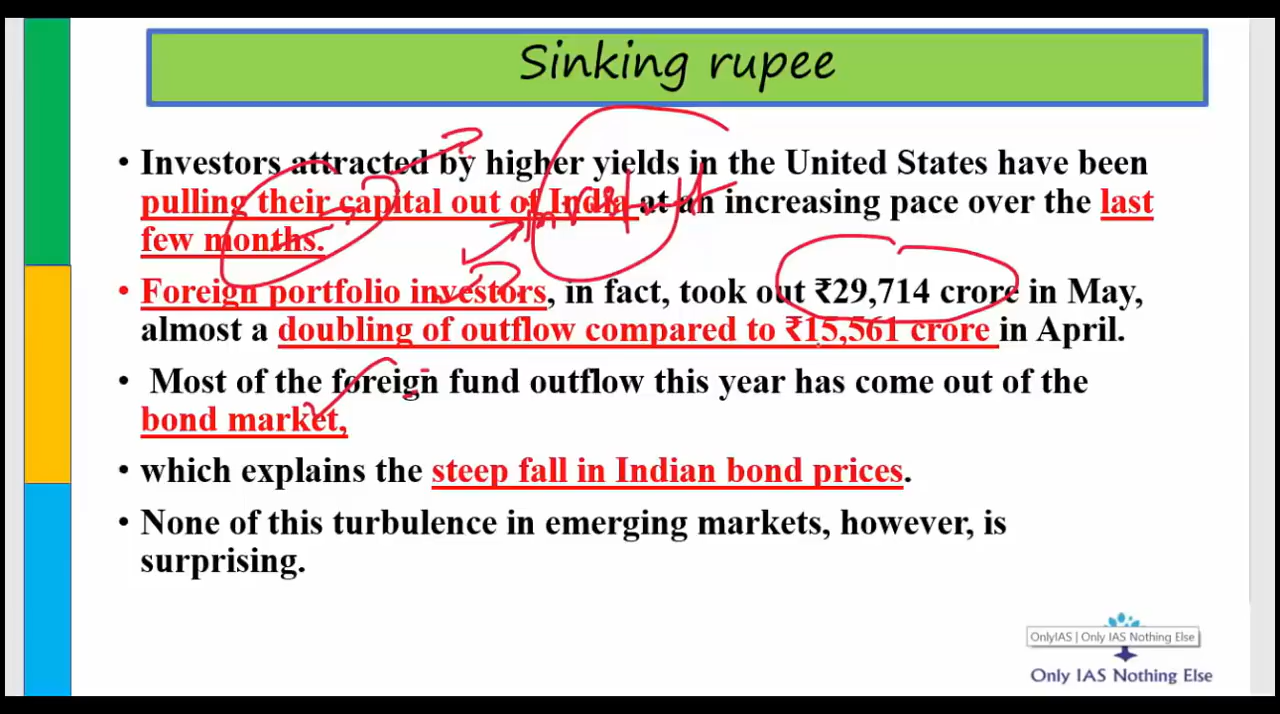 Sinking rupee
• Investors attracted by higher yields in the United States have been
pulling their capital out of India at an increasing pace over the last
few months.
• Foreign portfolio investors, in fact, took out ₹29,714 crore in May,
almost a doubling of outflow compared to ₹15,561 crore in April.
• Most of the foreign fund outflow this year has come out of the
bond market,
• which explains the steep fall in Indian bond prices.
• None of this turbulence in emerging markets, however, is
surprising.
OnlyIAS | Only IAS Nothing Else
Only IAS Nothing Else